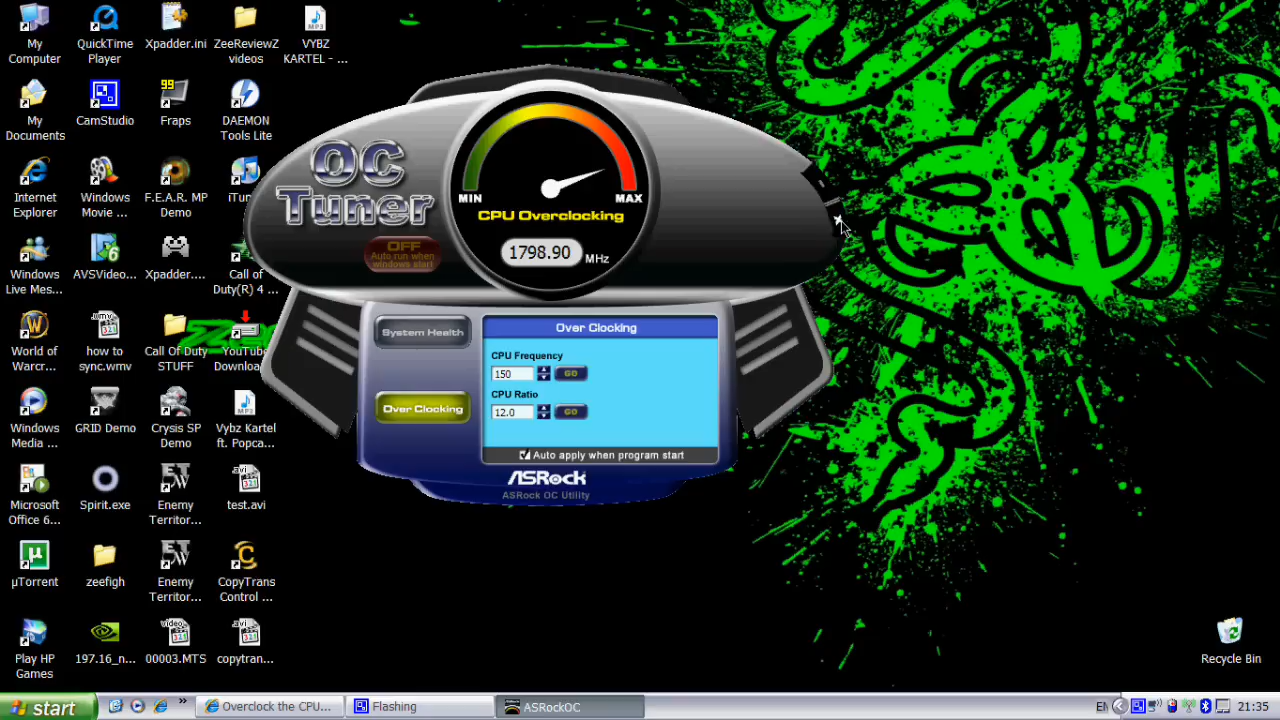 My
Computer
QuickTime
Player
Xpadder.ini
ZeeReviewZ
videos
VYBZ
KARTEL - ...
My
Documents
CamStudio
99
Fraps
DAEMON
Tools Lite
Internet
Explorer
Windows
Movie ...
F.E.A.R. MP
Demo
iTun
Windows
Live Mes...
AVSVideo...
Xpadder....
Call of
Duty(R) 4 ...
World of
Warcr...
how to
sync.wmv
Call Of Duty
STUFF
YouTube
Download
Windows
Media ...
GRID Demo
Crysis SP
Demo
Vybz Kartel
ft. Popca...
Microsoft
Office 6...
Spirit.exe
Enemy
Territor...
test.avi
µTorrent
zeefigh
Enemy
Territor...
CopyTrans
Control ...
Play HP
Games
197.16_n...
00003.MTS
copytran...
OC
Tuner
OFF
Auto run when
windows start
MIN
MAX
CPU Overclocking
1798.90 MHz
System Health
Over Clocking
Over Clocking
CPU Frequency
150 GO
CPU Ratio
12.0 GO
Auto apply when program start
ASRock
ASRock OC Utility
Recycle Bin
start
Overclock the CPU...
Flashing
ASRockOC
EN
21:35